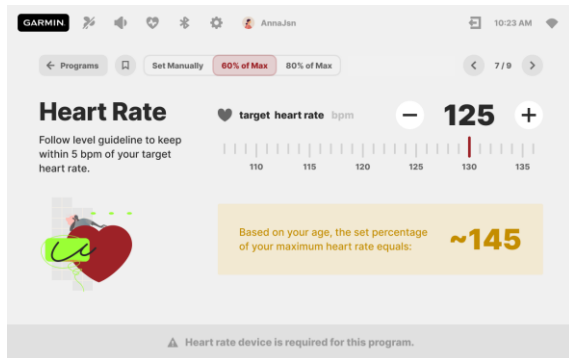 GARMIN
AnnaJsn
10:23 AM
Programs
Set Manually
60% of Max
80% of Max
7/9
Heart Rate
Follow level guideline to keep
within 5 bpm of your target
heart rate.
target heart rate bpm
125
110 115 120 125 130 135
Based on your age, the set percentage
of your maximum heart rate equals:
~145
Heart rate device is required for this program.